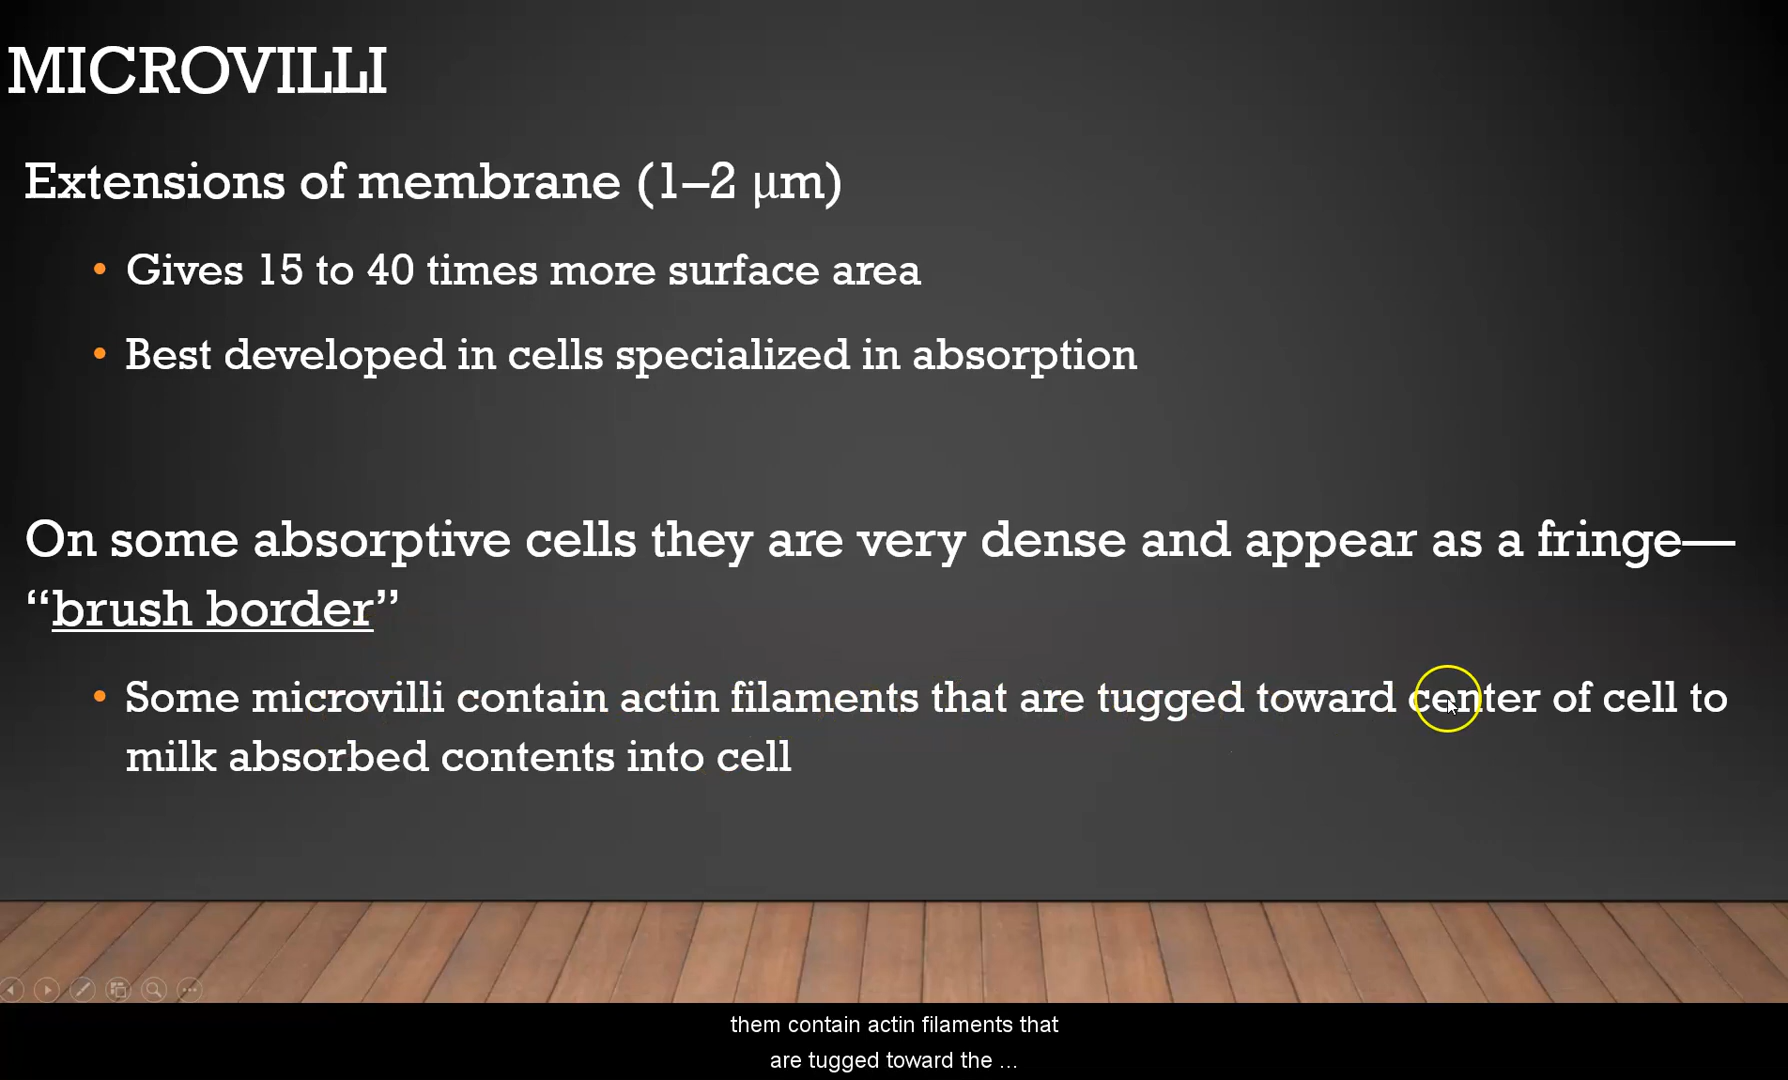 MICROVILLI
Extensions of membrane (1–2 μm)
• Gives 15 to 40 times more surface area
• Best developed in cells specialized in absorption
On some absorptive cells they are very dense and appear as a fringe—
“brush border”
• Some microvilli contain actin filaments that are tugged toward center of cell to
milk absorbed contents into cell
them contain actin filaments that
are tugged toward the ...